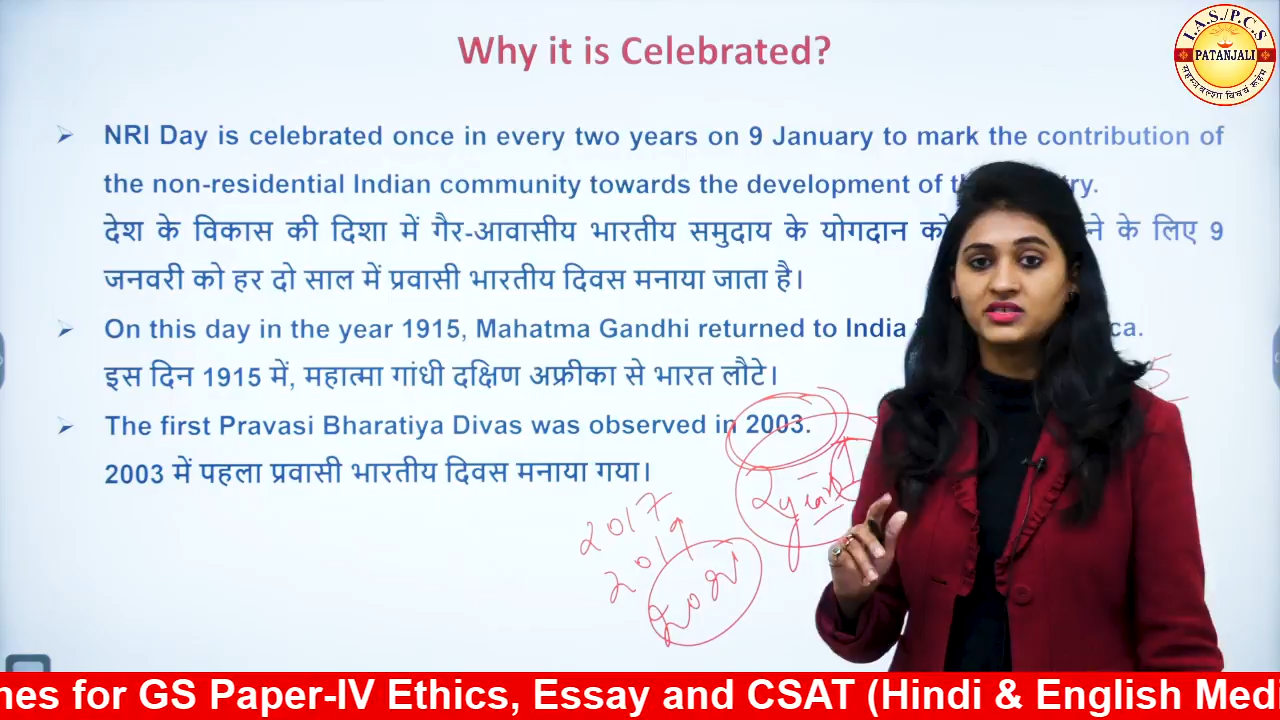 Why it is Celebrated?
I.A.S./P.C.S
PATANJALI
NRI Day is celebrated once in every two years on 9 January to mark the contribution of
the non-residential Indian community towards the development of
देश के विकास की दिशा में गैर-आवासीय भारतीय समुदाय के योगदान को के लिए 9
जनवरी को हर दो साल में प्रवासी भारतीय दिवस मनाया जाता है।
On this day in the year 1915, Mahatma Gandhi returned to India
इस दिन 1915 में, महात्मा गांधी दक्षिण अफ्रीका से भारत लौटे।
The first Pravasi Bharatiya Divas was observed in 2003.
2003 में पहला प्रवासी भारतीय दिवस मनाया गया।
2 years
2017
2019
2021
for GS Paper-IV Ethics, Essay and CSAT (Hindi & English